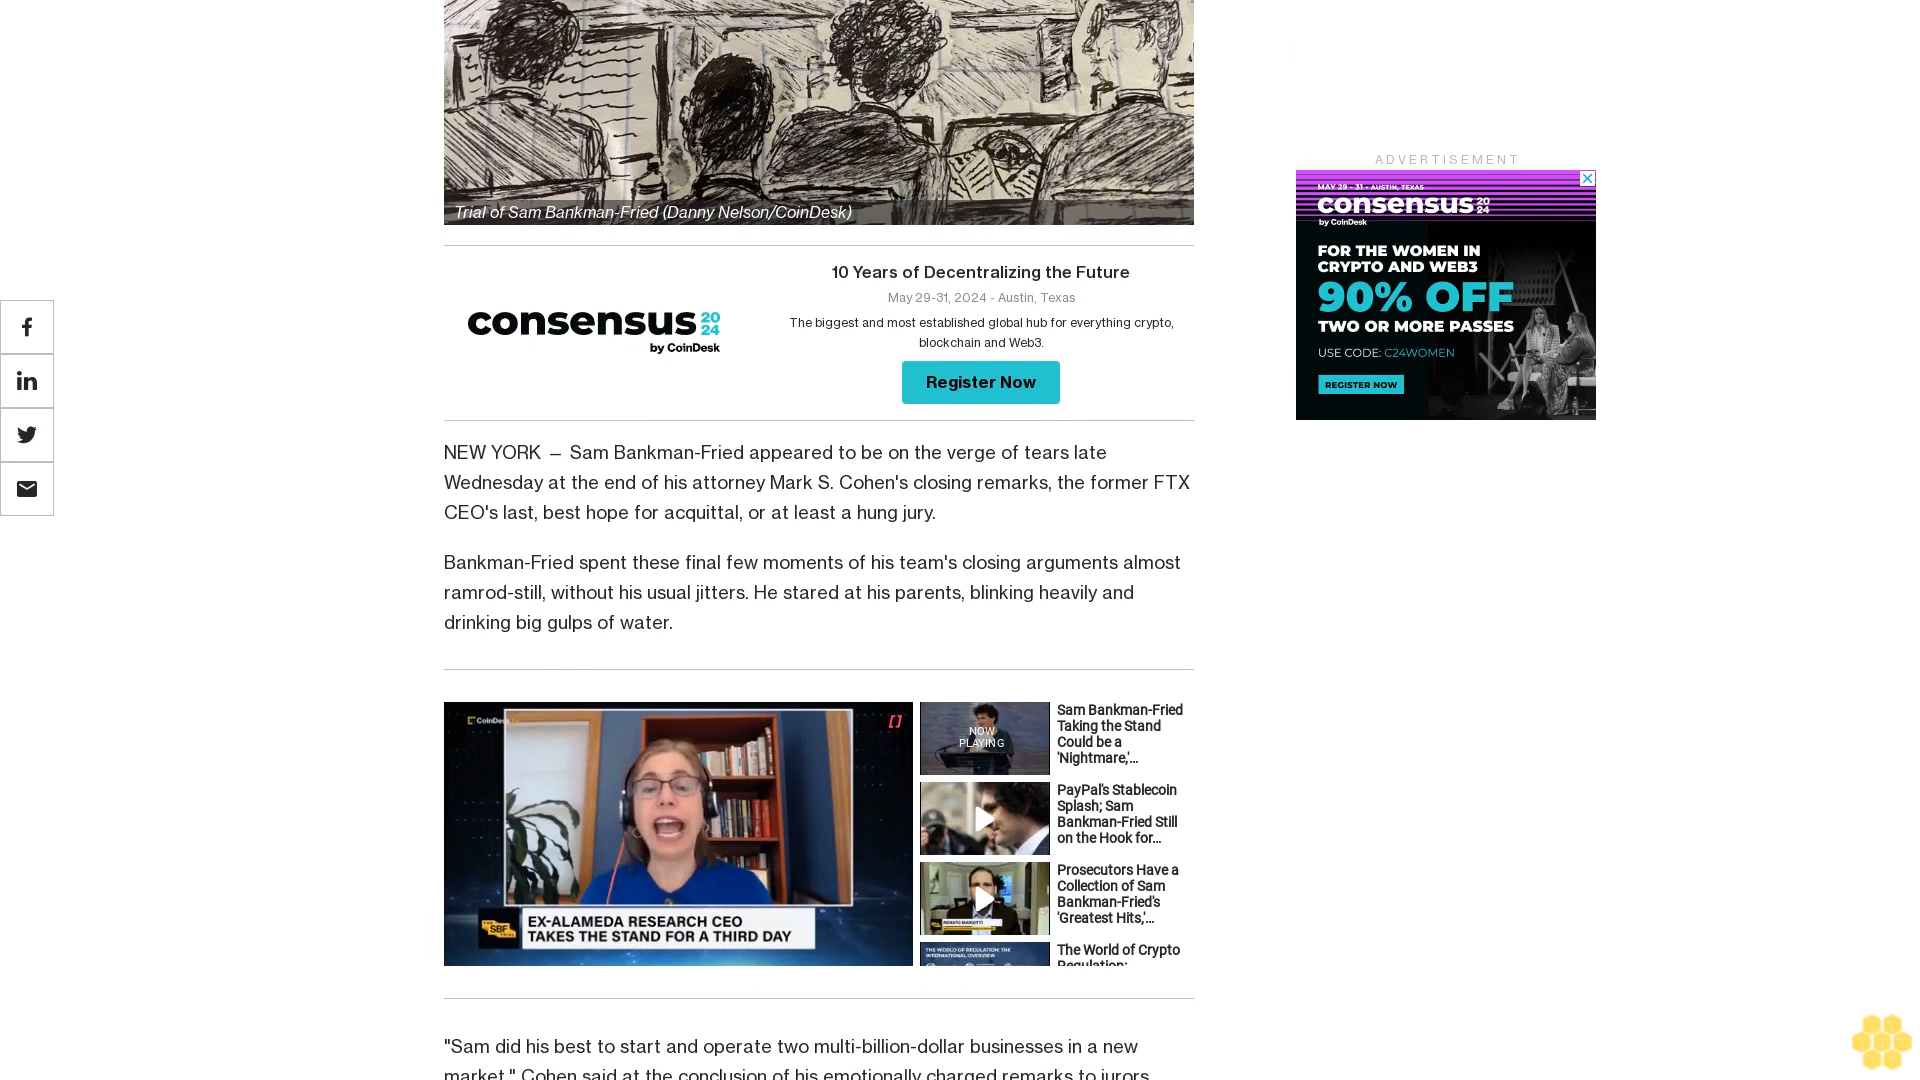 Trial of Sam Bankman-Fried (Danny Nelson/CoinDesk)
ADVERTISEMENT
MAY 29 - 31 • AUSTIN, TEXAS
consensus 2024
by CoinDesk
FOR THE WOMEN IN
CRYPTO AND WEB3
90% OFF
TWO OR MORE PASSES
USE CODE: C24WOMEN
REGISTER NOW
consensus 2024
by CoinDesk
10 Years of Decentralizing the Future
May 29-31, 2024 - Austin, Texas
The biggest and most established global hub for everything crypto,
blockchain and Web3.
Register Now
NEW YORK — Sam Bankman-Fried appeared to be on the verge of tears late
Wednesday at the end of his attorney Mark S. Cohen's closing remarks, the former FTX
CEO's last, best hope for acquittal, or at least a hung jury.
Bankman-Fried spent these final few moments of his team's closing arguments almost
ramrod-still, without his usual jitters. He stared at his parents, blinking heavily and
drinking big gulps of water.
CoinDesk
THE SBF TRIAL
EX-ALAMEDA RESEARCH CEO
TAKES THE STAND FOR A THIRD DAY
NOW
PLAYING
Sam Bankman-Fried
Taking the Stand
Could be a
'Nightmare,'...
PayPal's Stablecoin
Splash; Sam
Bankman-Fried Still
on the Hook for...
RENATO MARIOTTI
Prosecutors Have a
Collection of Sam
Bankman-Fried's
'Greatest Hits,'...
THE WORLD OF REGULATION: THE
INTERNATIONAL OVERVIEW
The World of Crypto
Regulation:
"Sam did his best to start and operate two multi-billion-dollar businesses in a new
market," Cohen said at the conclusion of his emotionally charged remarks to jurors